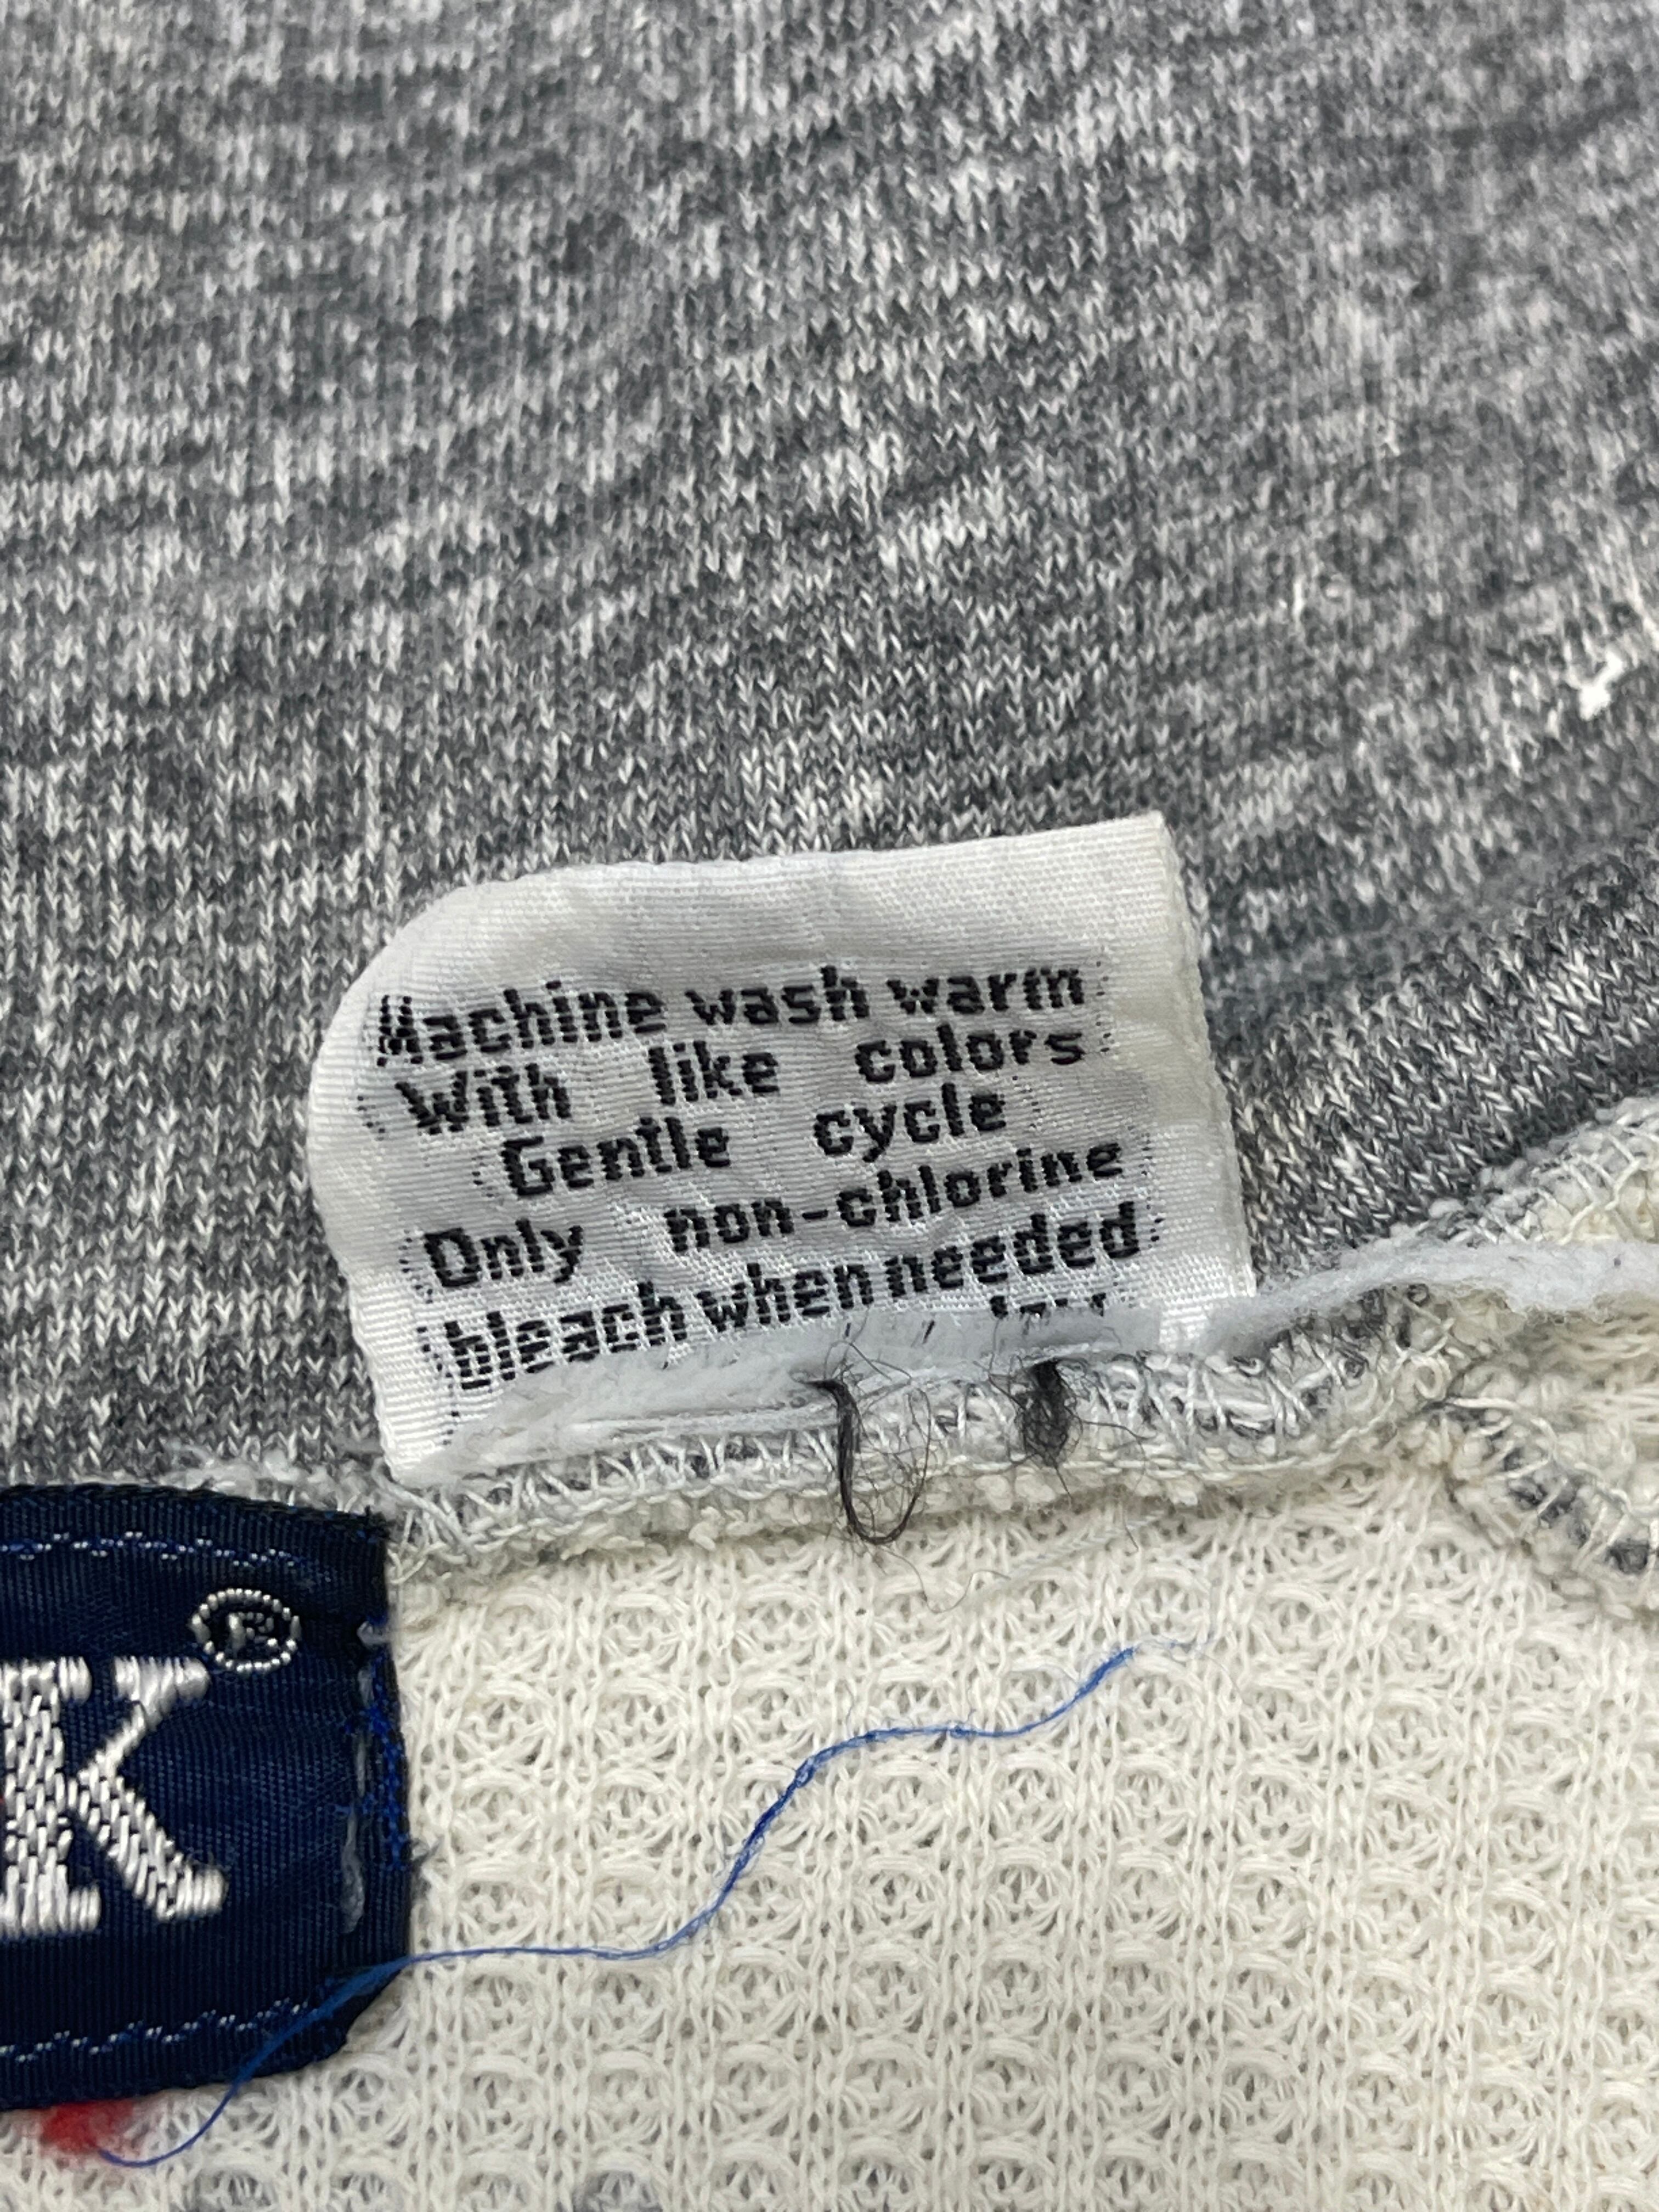 Machine wash warm
With like colors
Gentle cycle
Only non-chlorine
bleach when needed
K®